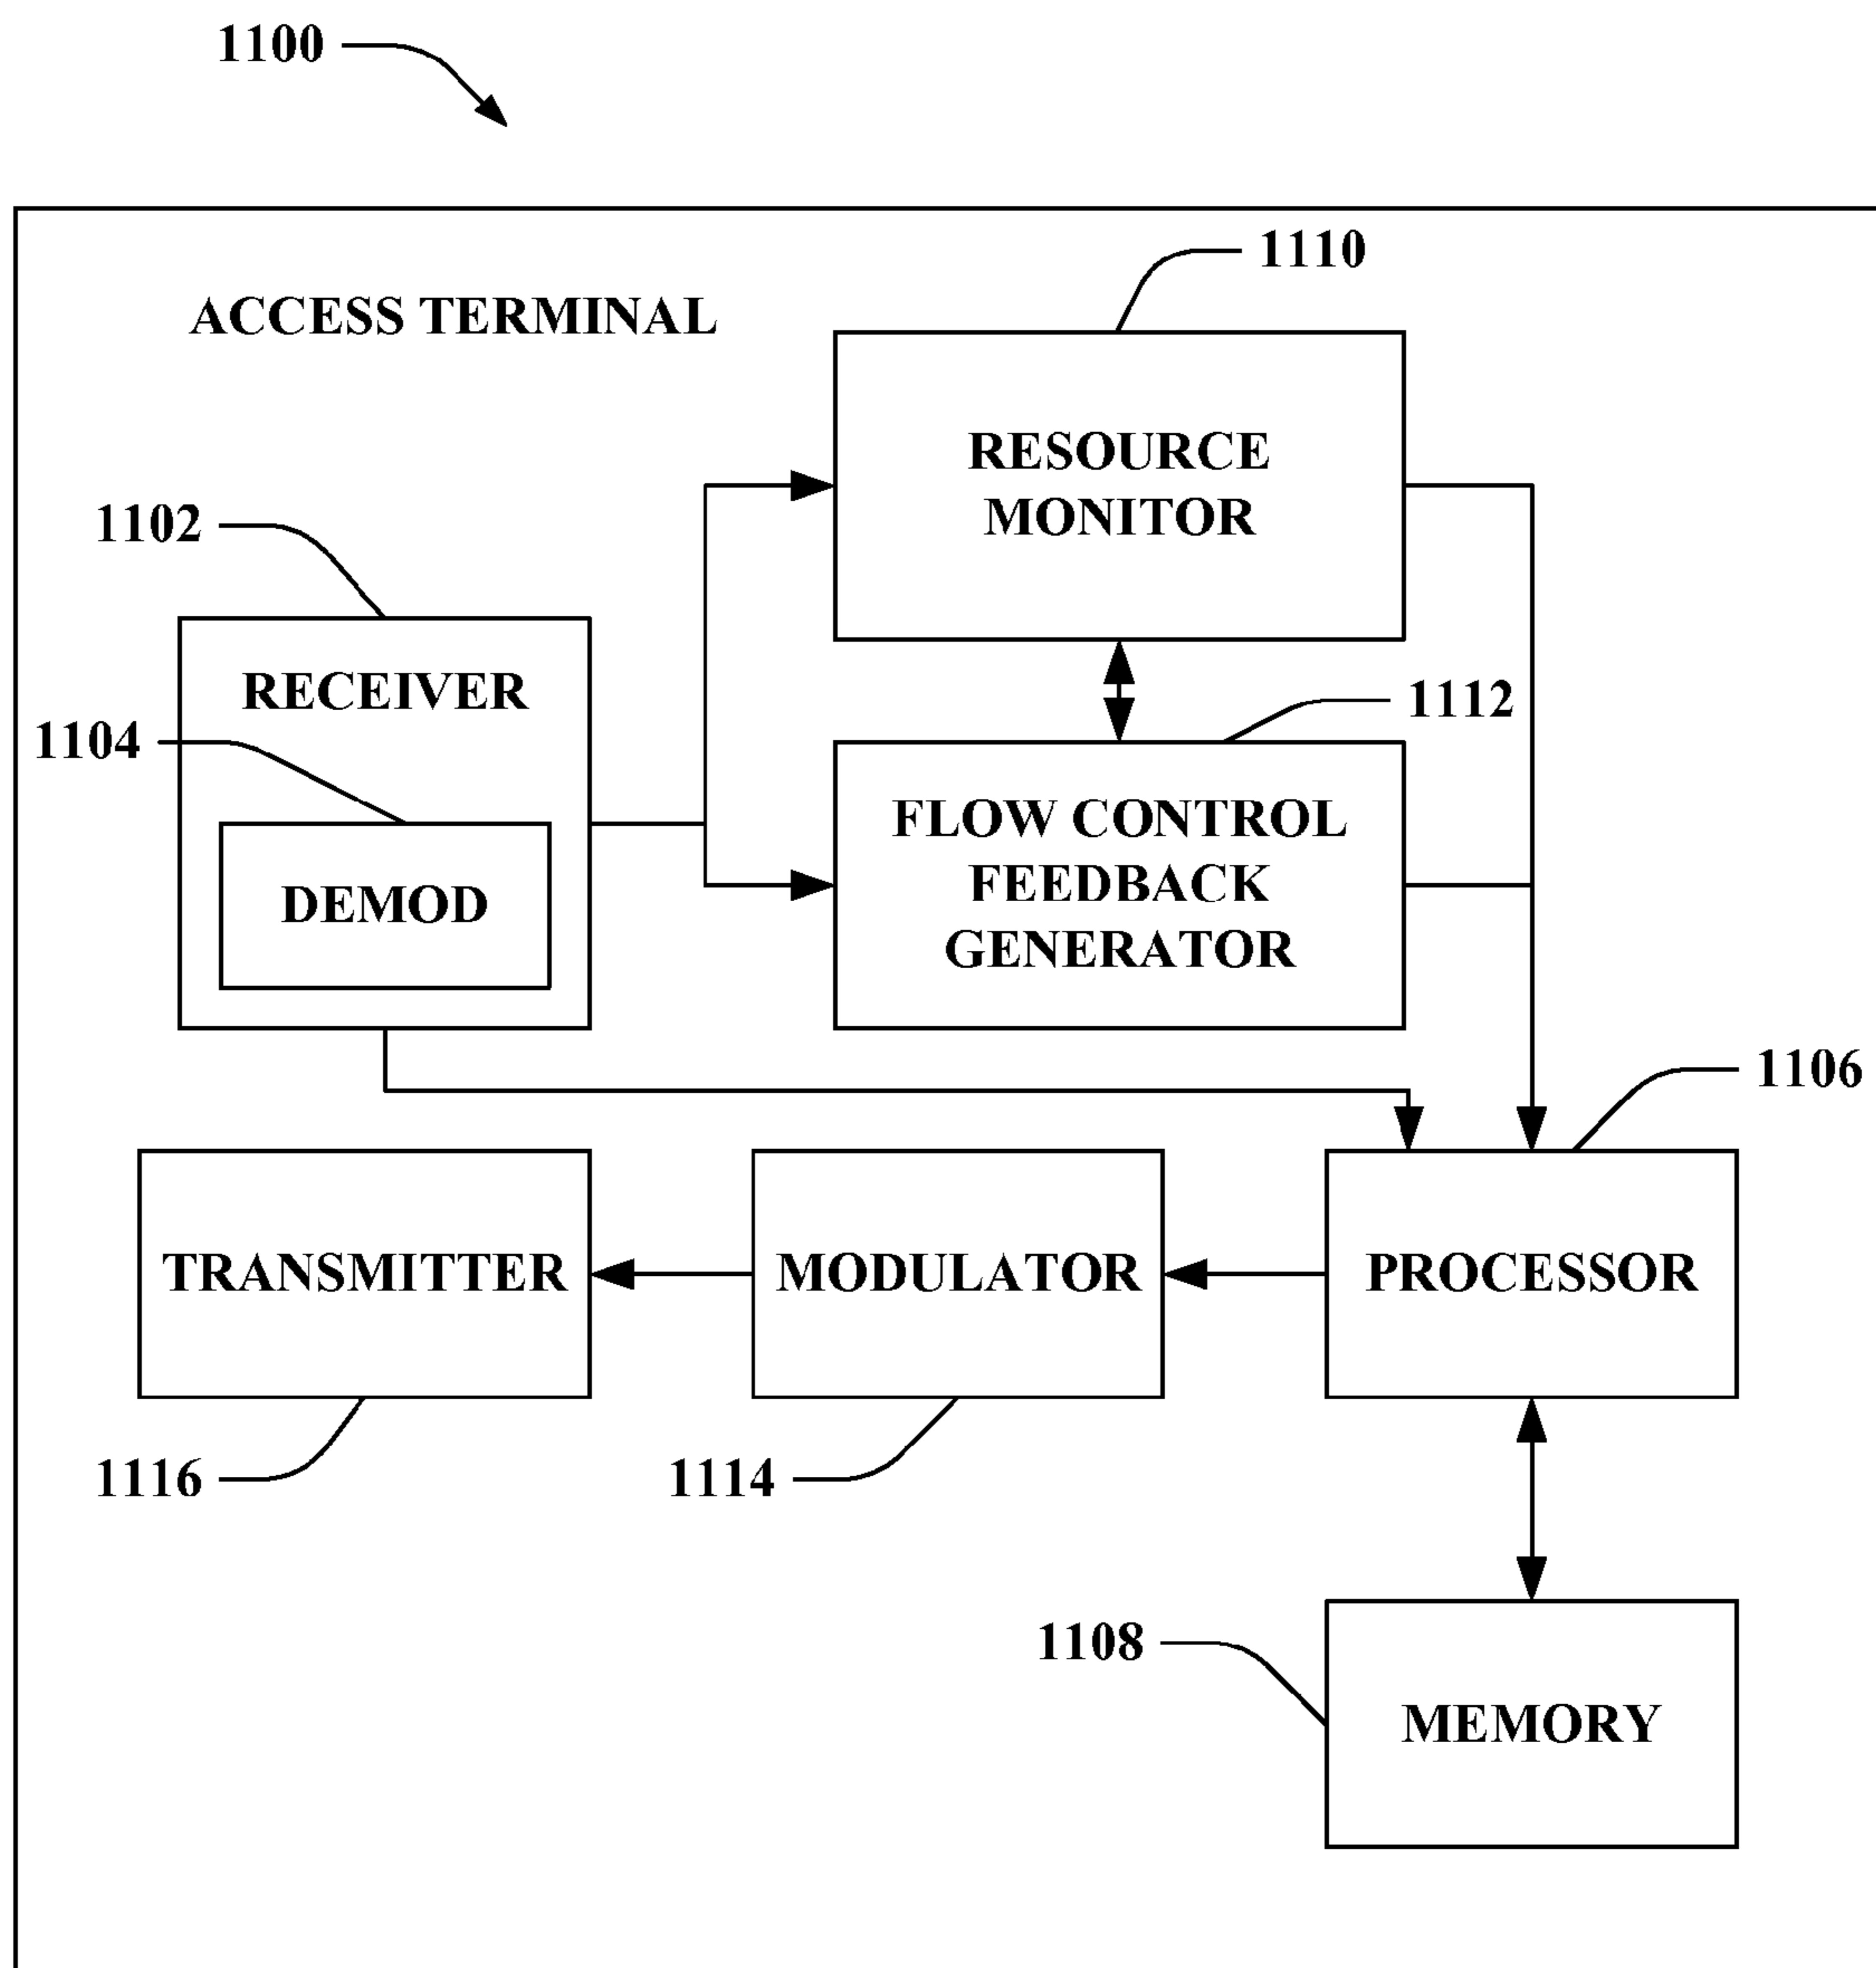 1100
1110
ACCESS TERMINAL
RESOURCE
MONITOR
1102
RECEIVER
1104
DEMOD
1112
FLOW CONTROL
FEEDBACK
GENERATOR
1106
TRANSMITTER
MODULATOR
PROCESSOR
1116
1114
1108
MEMORY